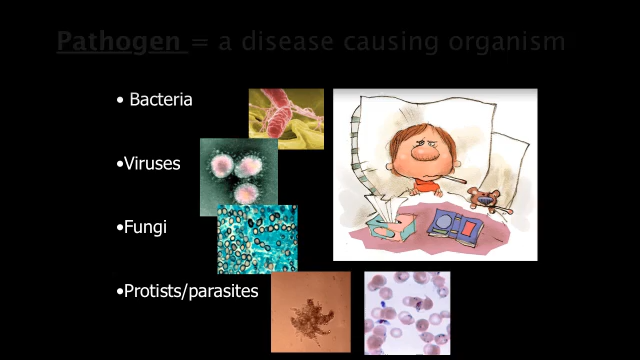 Pathogen = a disease causing organism
• Bacteria
•Viruses
•Fungi
•Protists/parasites